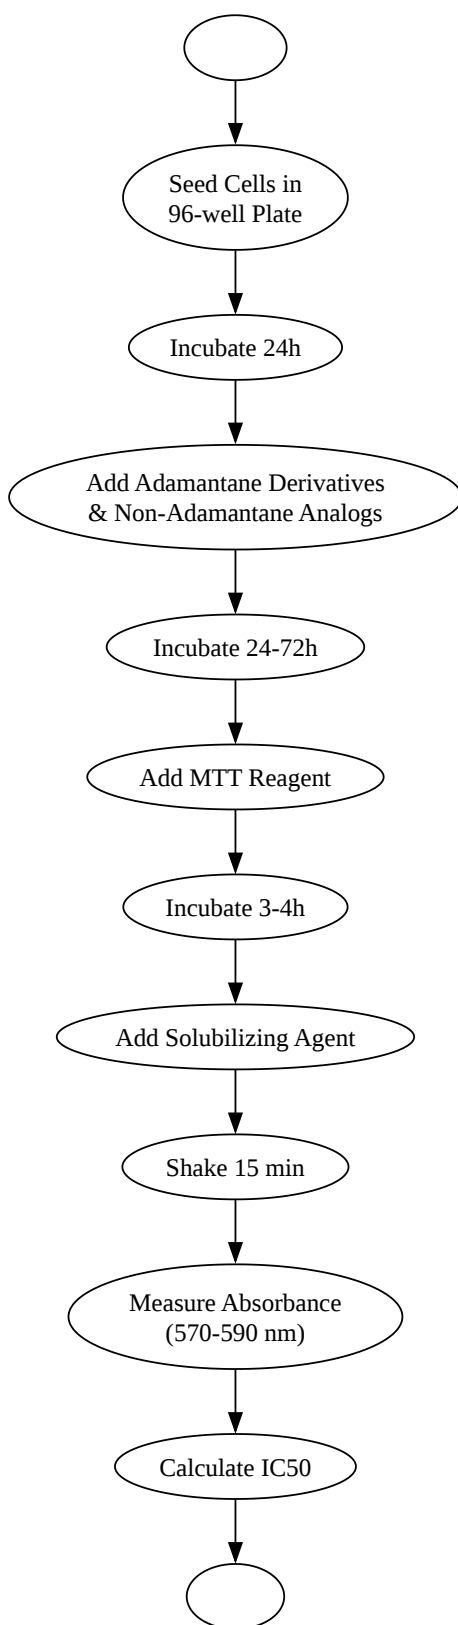 Seed Cells in
96-well Plate
Incubate 24h
Add Adamantane Derivatives
& Non-Adamantane Analogs
Incubate 24-72h
Add MTT Reagent
Incubate 3-4h
Add Solubilizing Agent
Shake 15 min
Measure Absorbance
(570-590 nm)
Calculate IC50